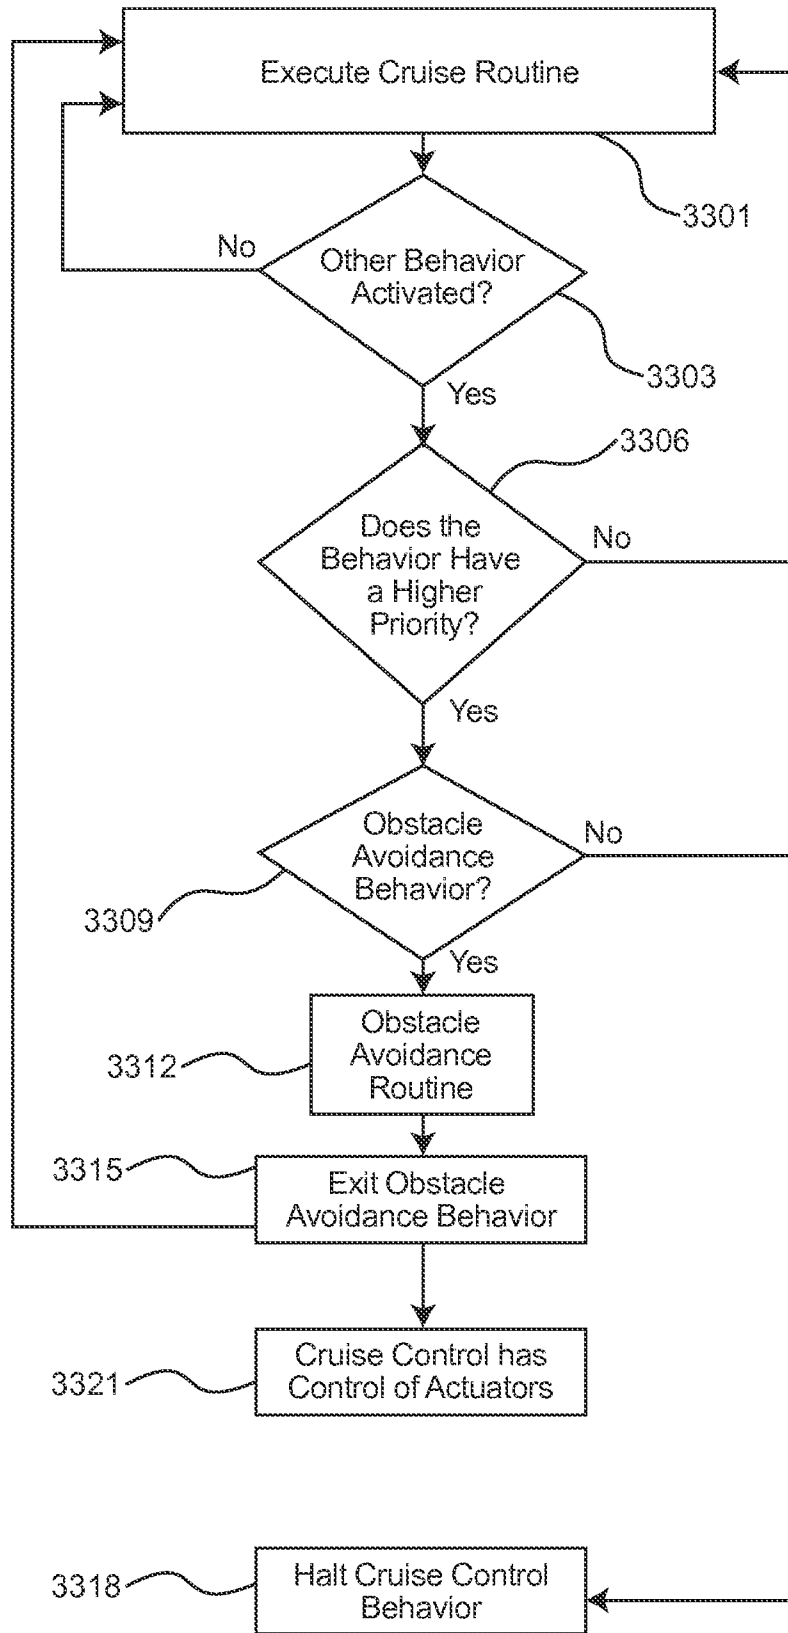 Execute Cruise Routine
3301
No
Other Behavior
Activated?
3303
Yes
3306
Does the
Behavior Have
a Higher
Priority?
No
Yes
Obstacle
Avoidance
Behavior?
No
3309
Yes
Obstacle
Avoidance
Routine
3312
3315
Exit Obstacle
Avoidance Behavior
Cruise Control has
Control of Actuators
3321
Halt Cruise Control
Behavior
3318